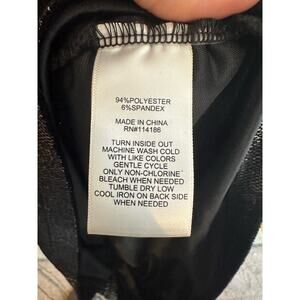 94%POLYESTER
6%SPANDEX
MADE IN CHINA
RN#114186
TURN INSIDE OUT
MACHINE WASH COLD
WITH LIKE COLORS
GENTLE CYCLE
ONLY NON-CHLORINE
BLEACH WHEN NEEDED
TUMBLE DRY LOW
COOL IRON ON BACK SIDE
WHEN NEEDED